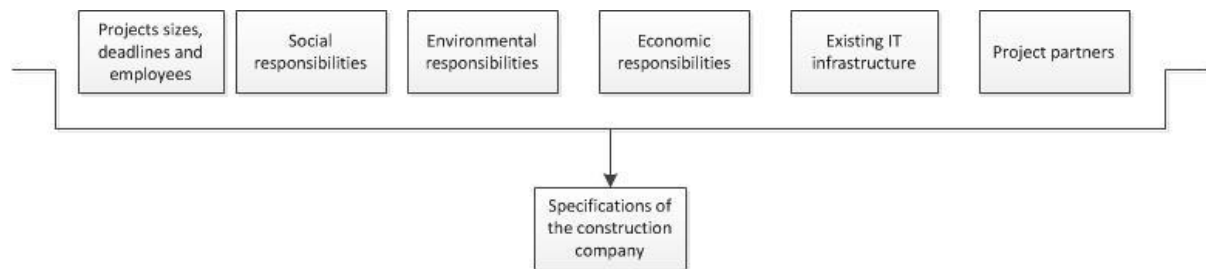 Projects sizes,
deadlines and
employees
Social
responsibilities
Environmental
responsibilities
Economic
responsibilities
Existing IT
infrastructure
Project partners
Specifications of
the construction
company